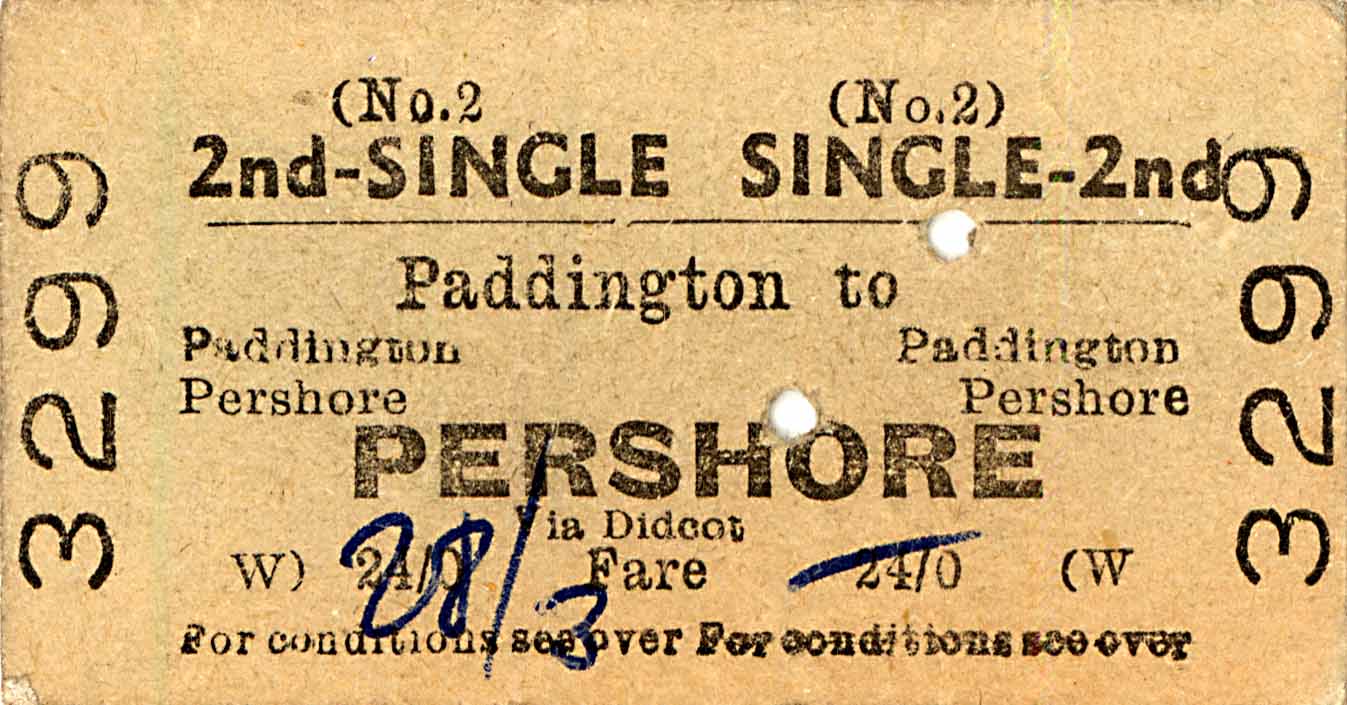 (No.2 (No.2)
2nd-SINGLE SINGLE-2nd
Paddington to
Paddington Paddington
Pershore Pershore
PERSHORE
Via Didcot
W) 24/0 Fare 24/0 (W
28/3
For conditions see over For conditions see over
3299
3299